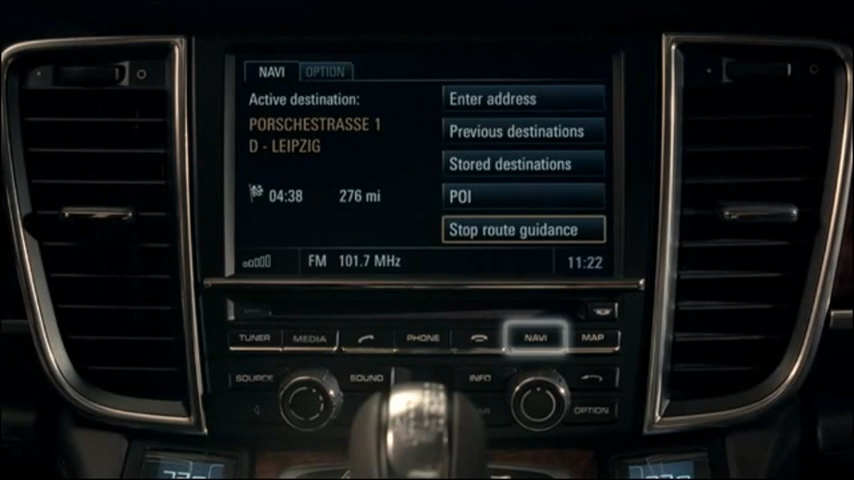 NAVI OPTION
Active destination:
PORSCHESTRASSE 1
D - LEIPZIG
04:38 276 mi
Enter address
Previous destinations
Stored destinations
POI
Stop route guidance
FM 101.7 MHz 11:22
TUNER MEDIA PHONE NAVI MAP
SOURCE SOUND INFO
OPTION